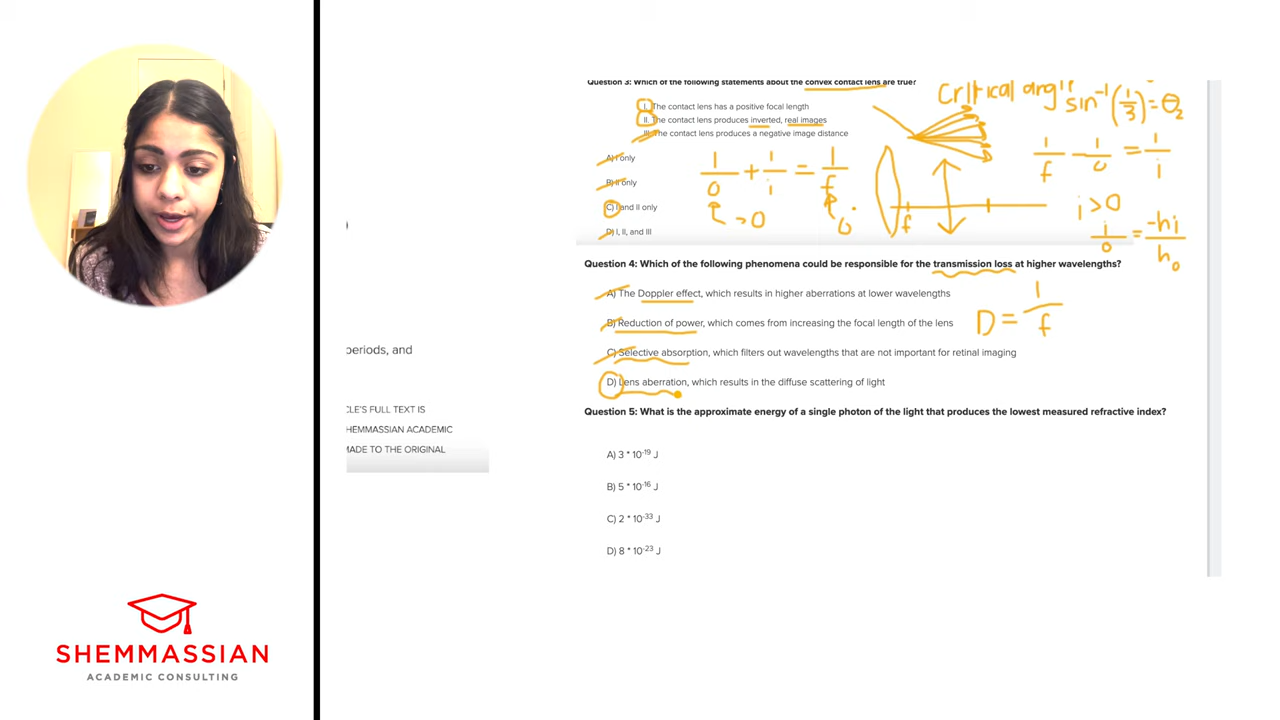 Question 3: Which of the following statements about the convex contact lens are true?
I. The contact lens has a positive focal length
II. The contact lens produces inverted, real images
III. The contact lens produces a negative image distance
A) I only
B) II only
C) I and II only
D) I, II, and III
Critical angle
sin⁻¹(1/3) = θ₂
1/o + 1/i = 1/f
>0
1/f - 1/o = 1/i
i > 0
i/o = -hi/ho
f
Question 4: Which of the following phenomena could be responsible for the transmission loss at higher wavelengths?
A) The Doppler effect, which results in higher aberrations at lower wavelengths
B) Reduction of power, which comes from increasing the focal length of the lens
C) Selective absorption, which filters out wavelengths that are not important for retinal imaging
D) Lens aberration, which results in the diffuse scattering of light
D = 1/f
Question 5: What is the approximate energy of a single photon of the light that produces the lowest measured refractive index?
A) 3 * 10⁻¹⁹ J
B) 5 * 10⁻¹⁶ J
C) 2 * 10⁻³³ J
D) 8 * 10⁻²³ J
periods, and
CLE'S FULL TEXT IS
HEMMASSIAN ACADEMIC
MADE TO THE ORIGINAL
SHEMMASSIAN
ACADEMIC CONSULTING